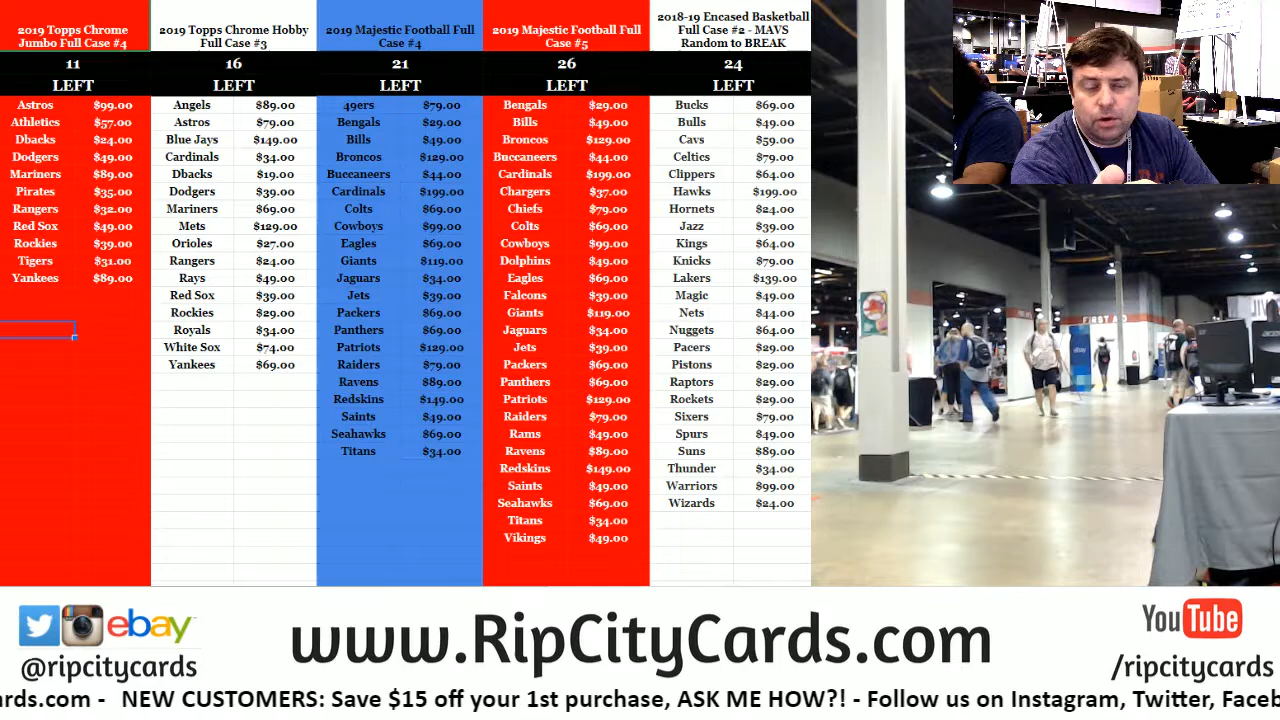 2019 Topps Chrome
Jumbo Full Case #4
11
LEFT
Astros $99.00
Athletics $57.00
Dbacks $24.00
Dodgers $49.00
Mariners $89.00
Pirates $35.00
Rangers $32.00
Red Sox $49.00
Rockies $39.00
Tigers $31.00
Yankees $89.00
2019 Topps Chrome Hobby
Full Case #3
16
LEFT
Angels $89.00
Astros $79.00
Blue Jays $149.00
Cardinals $34.00
Dbacks $19.00
Dodgers $39.00
Mariners $69.00
Mets $129.00
Orioles $27.00
Rangers $24.00
Rays $49.00
Red Sox $39.00
Rockies $29.00
Royals $34.00
White Sox $74.00
Yankees $69.00
2019 Majestic Football Full
Case #4
21
LEFT
49ers $79.00
Bengals $29.00
Bills $49.00
Broncos $129.00
Buccaneers $44.00
Cardinals $199.00
Colts $69.00
Cowboys $99.00
Eagles $69.00
Giants $119.00
Jaguars $34.00
Jets $39.00
Packers $69.00
Panthers $69.00
Patriots $129.00
Raiders $79.00
Ravens $89.00
Redskins $149.00
Saints $49.00
Seahawks $69.00
Titans $34.00
2019 Majestic Football Full
Case #5
26
LEFT
Bengals $29.00
Bills $49.00
Broncos $129.00
Buccaneers $44.00
Cardinals $199.00
Chargers $37.00
Chiefs $79.00
Colts $69.00
Cowboys $99.00
Dolphins $49.00
Eagles $69.00
Falcons $39.00
Giants $119.00
Jaguars $34.00
Jets $39.00
Packers $69.00
Panthers $69.00
Patriots $129.00
Raiders $79.00
Rams $49.00
Ravens $89.00
Redskins $149.00
Saints $49.00
Seahawks $69.00
Titans $34.00
Vikings $49.00
2018-19 Encased Basketball
Full Case #2 - MAVS
Random to BREAK
24
LEFT
Bucks $69.00
Bulls $49.00
Cavs $59.00
Celtics $79.00
Clippers $64.00
Hawks $199.00
Hornets $24.00
Jazz $39.00
Kings $64.00
Knicks $79.00
Lakers $139.00
Magic $49.00
Nets $44.00
Nuggets $64.00
Pacers $29.00
Pistons $29.00
Raptors $29.00
Rockets $29.00
Sixers $79.00
Spurs $49.00
Suns $89.00
Thunder $34.00
Warriors $99.00
Wizards $24.00
FIRST AID
ebay
ebay
@ripcitycards
www.RipCityCards.com
YouTube
/ripcitycards
ards.com - NEW CUSTOMERS: Save $15 off your 1st purchase, ASK ME HOW?! - Follow us on Instagram, Twitter, Faceb